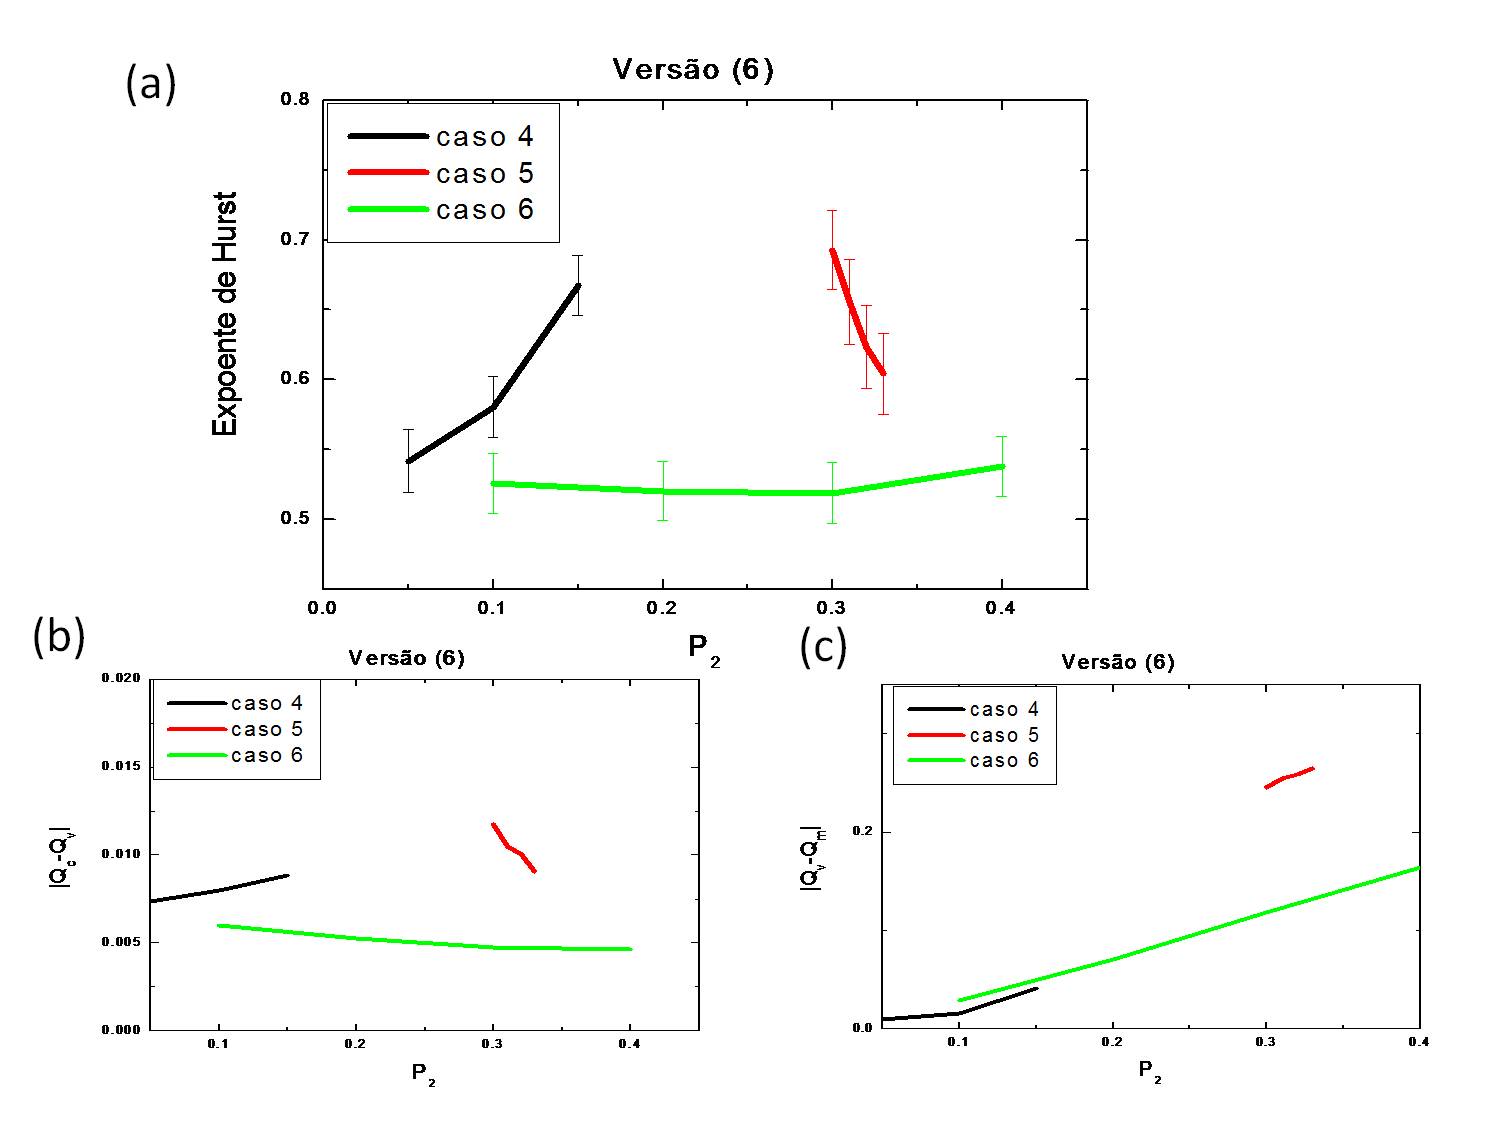 (a)
Versão (6)
caso 4
caso 5
caso 6
Expoente de Hurst
0.8
0.7
0.6
0.5
0.0 0.1 0.2 0.3 0.4
P2
(b)
Versão (6)
caso 4
caso 5
caso 6
|Qc-Qv|
0.020
0.015
0.010
0.005
0.000
0.1 0.2 0.3 0.4
P2
(c)
Versão (6)
caso 4
caso 5
caso 6
|Qv-Qm|
0.2
0.0
0.1 0.2 0.3 0.4
P2